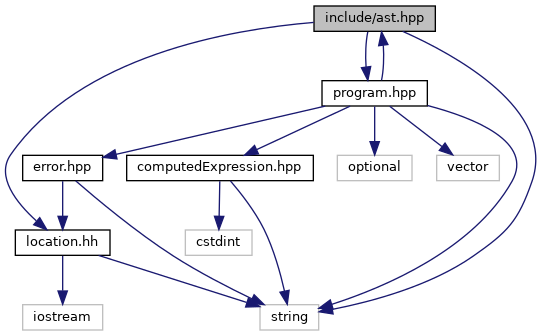 include/ast.hpp
program.hpp
error.hpp
computedExpression.hpp
optional
vector
location.hh
cstdint
iostream
string